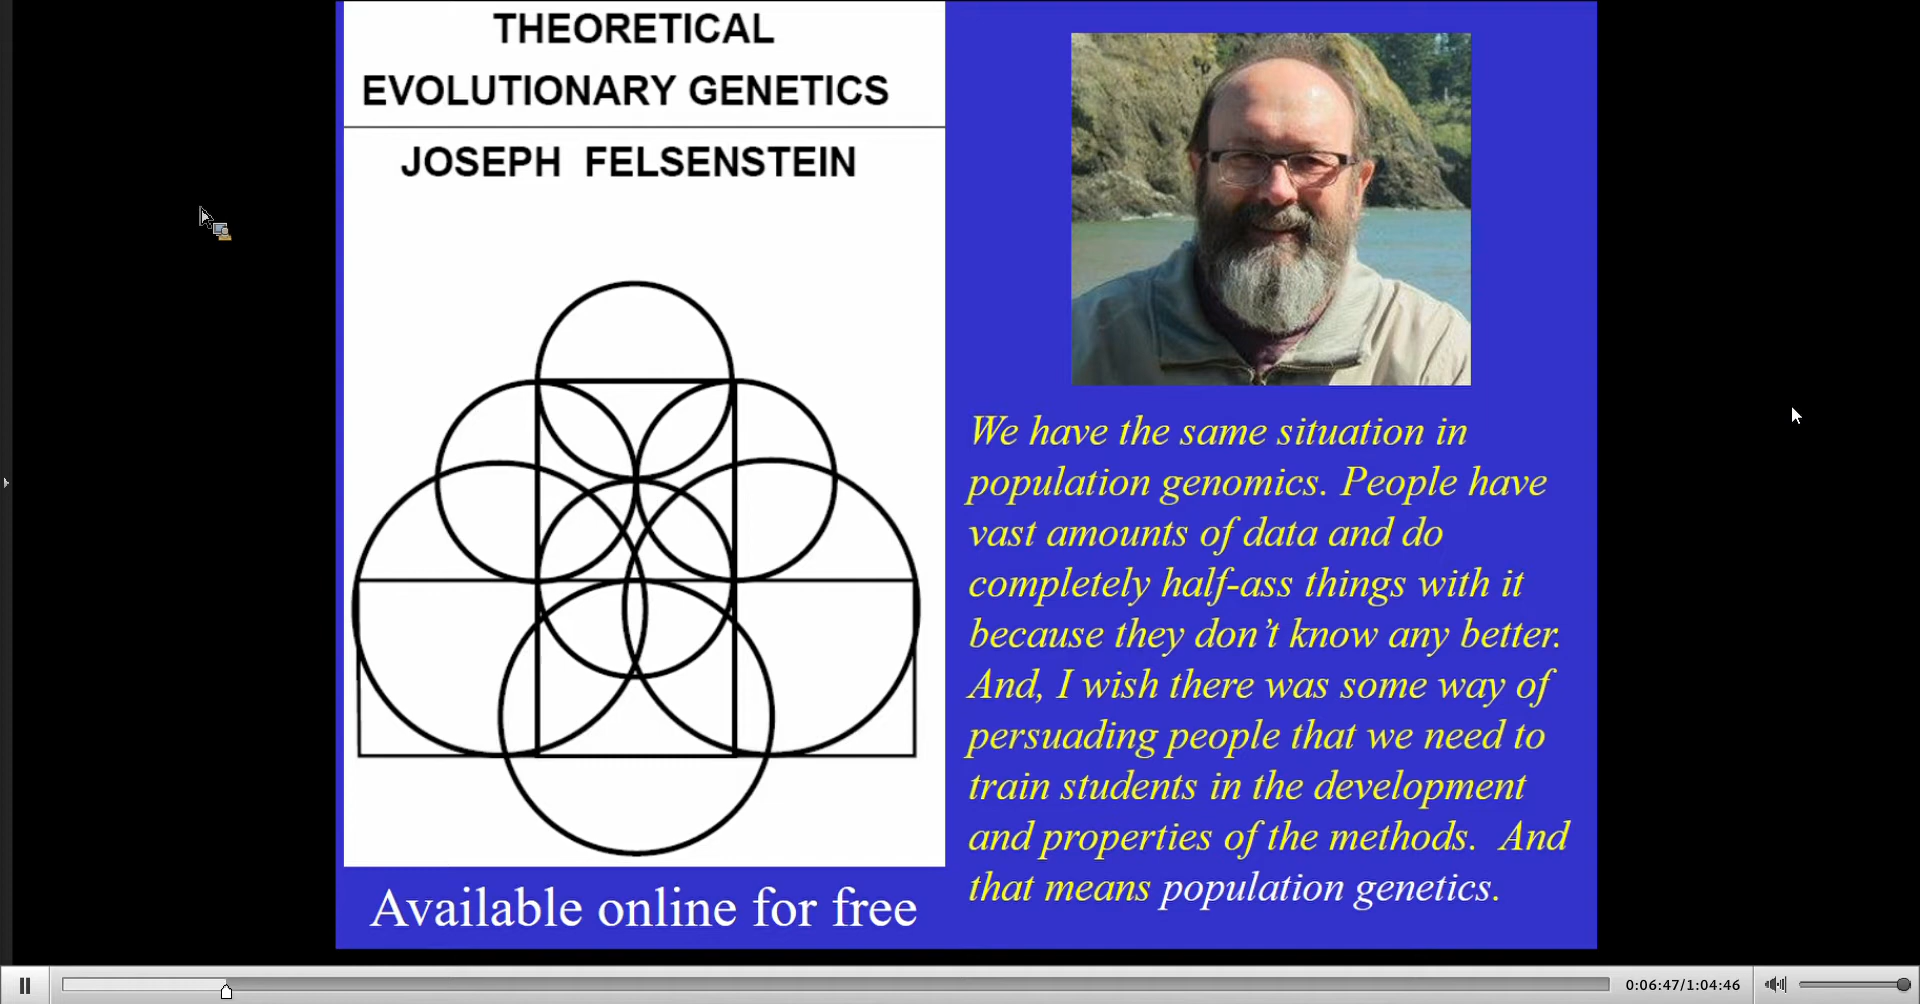 THEORETICAL
EVOLUTIONARY GENETICS
JOSEPH FELSENSTEIN
Available online for free
We have the same situation in
population genomics. People have
vast amounts of data and do
completely half-ass things with it
because they don’t know any better.
And, I wish there was some way of
persuading people that we need to
train students in the development
and properties of the methods. And
that means population genetics.
0:06:47/1:04:46